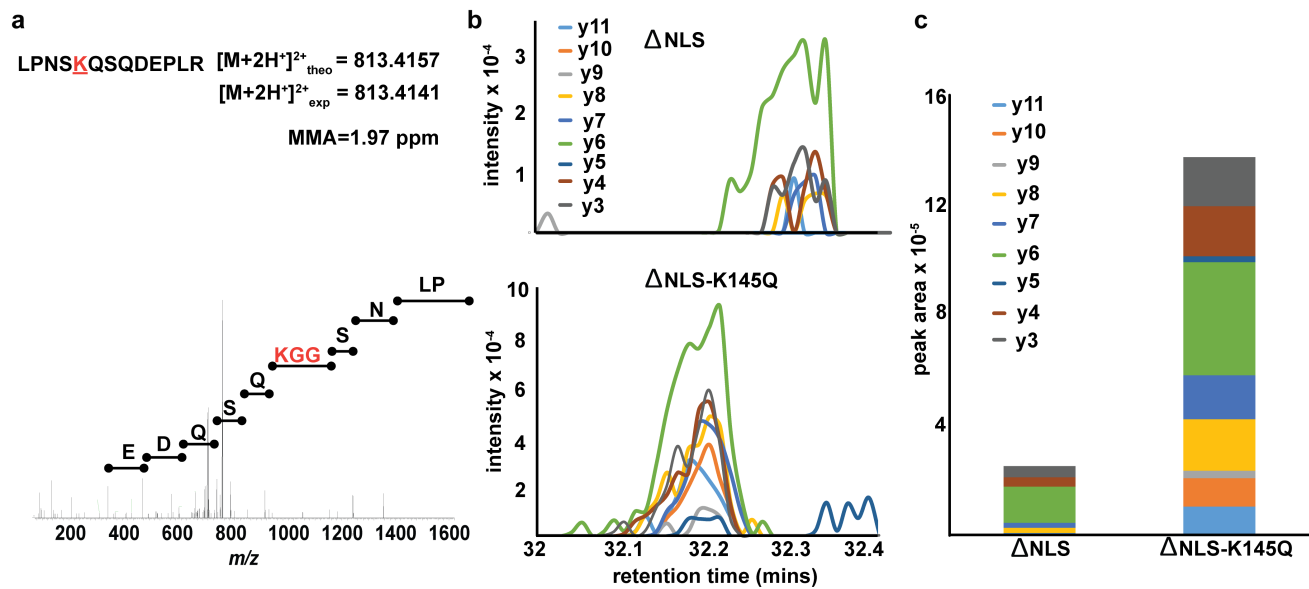 a
LPNSKQSQDEPLR [M+2H⁺]²⁺theo = 813.4157
[M+2H⁺]²⁺exp = 813.4141
MMA=1.97 ppm
LP
N
S
KGG
Q
S
Q
D
E
200 400 600 800 1000 1200 1400 1600
m/z
b
ΔNLS
y11
y10
y9
y8
y7
y6
y5
y4
y3
3
2
1
intensity x 10⁻⁴
ΔNLS-K145Q
10
8
6
4
2
intensity x 10⁻⁴
32 32.1 32.2 32.3 32.4
retention time (mins)
c
16
12
8
4
peak area x 10⁻⁵
y11
y10
y9
y8
y7
y6
y5
y4
y3
ΔNLS ΔNLS-K145Q